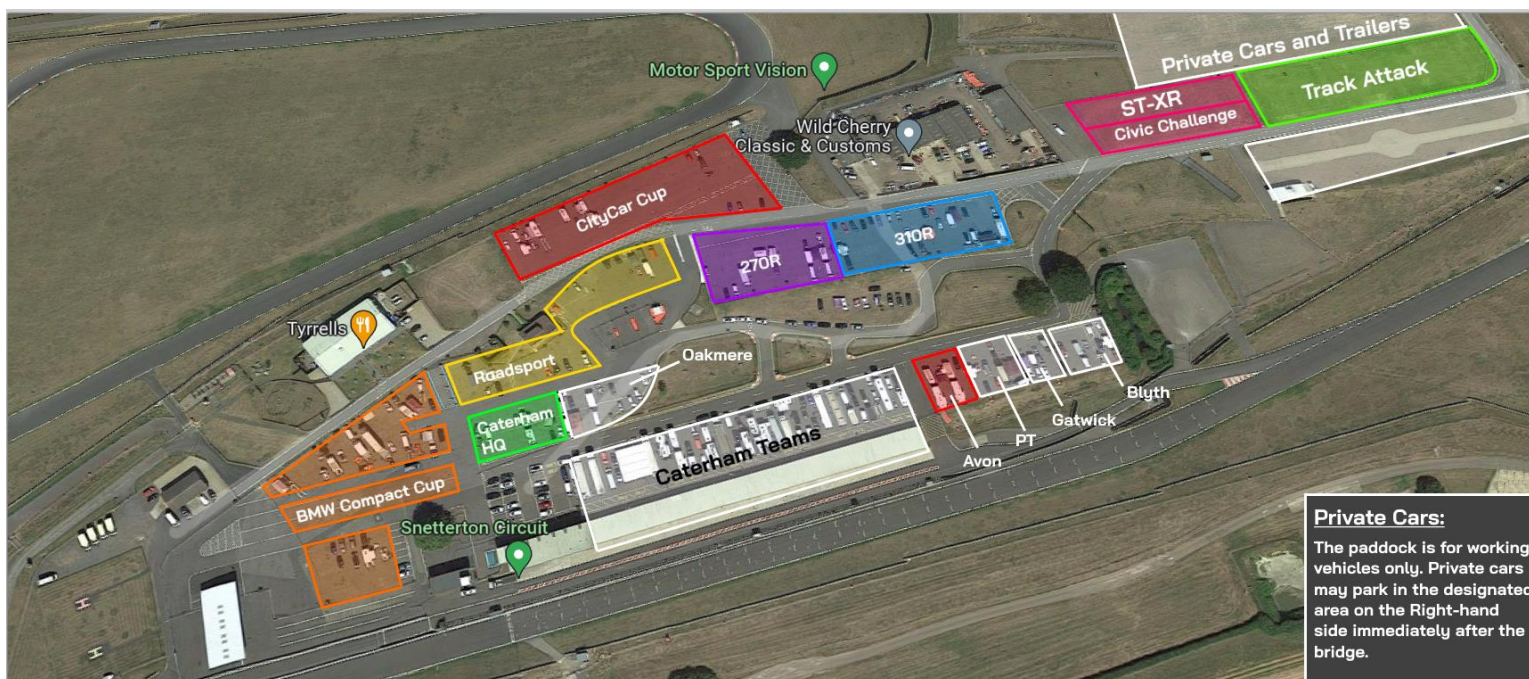 Private Cars and Trailers
Motor Sport Vision
Track Attack
ST-XR
Civic Challenge
Wild Cherry
Classic & Customs
CityCar Cup
310R
270R
Tyrrells
Oakmere
Roadsport
Blyth
Gatwick
PT
Avon
Caterham
HQ
Caterham Teams
BMW Compact Cup
Snetterton Circuit
Private Cars:
The paddock is for working
vehicles only. Private cars
may park in the designated
area on the Right-hand
side immediately after the
bridge.